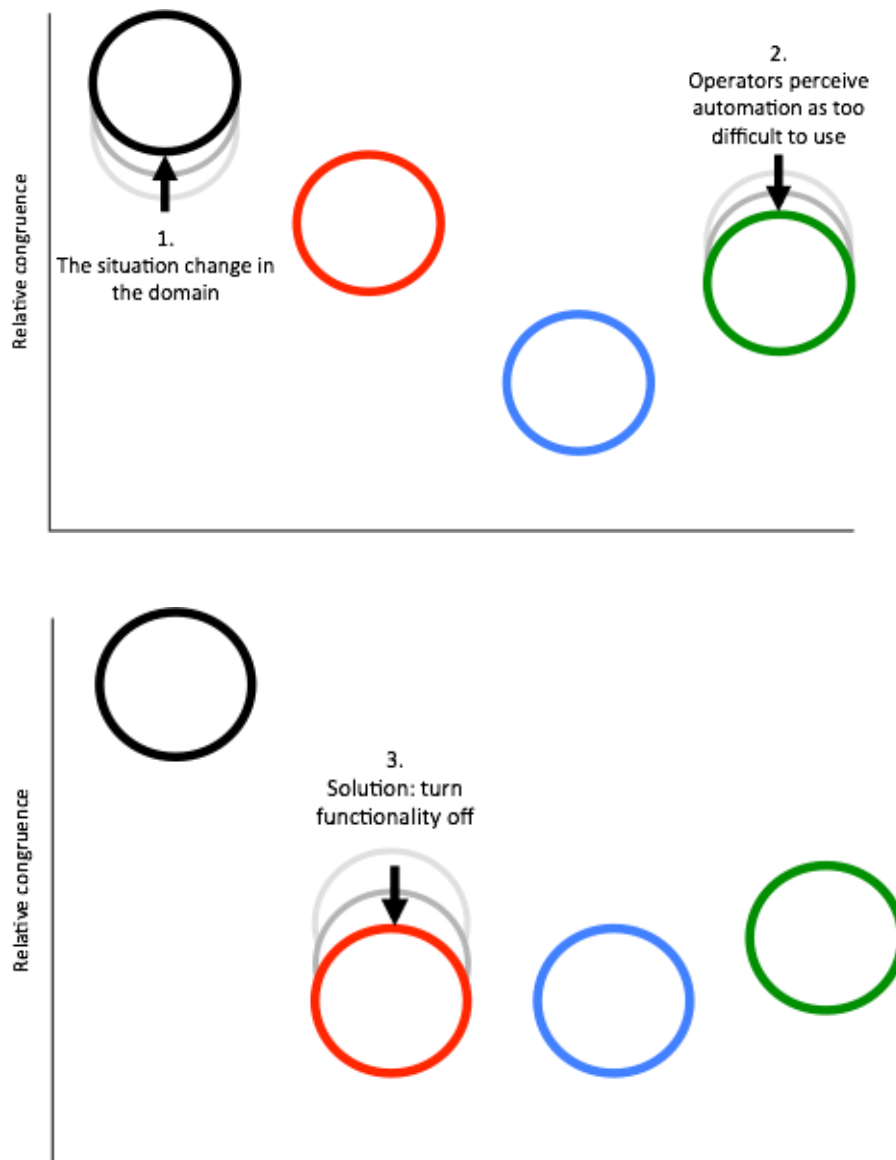 2.
Operators perceive
automation as too
difficult to use
Relative congruence
1.
The situation change in
the domain
3.
Solution: turn
functionality off
Relative congruence